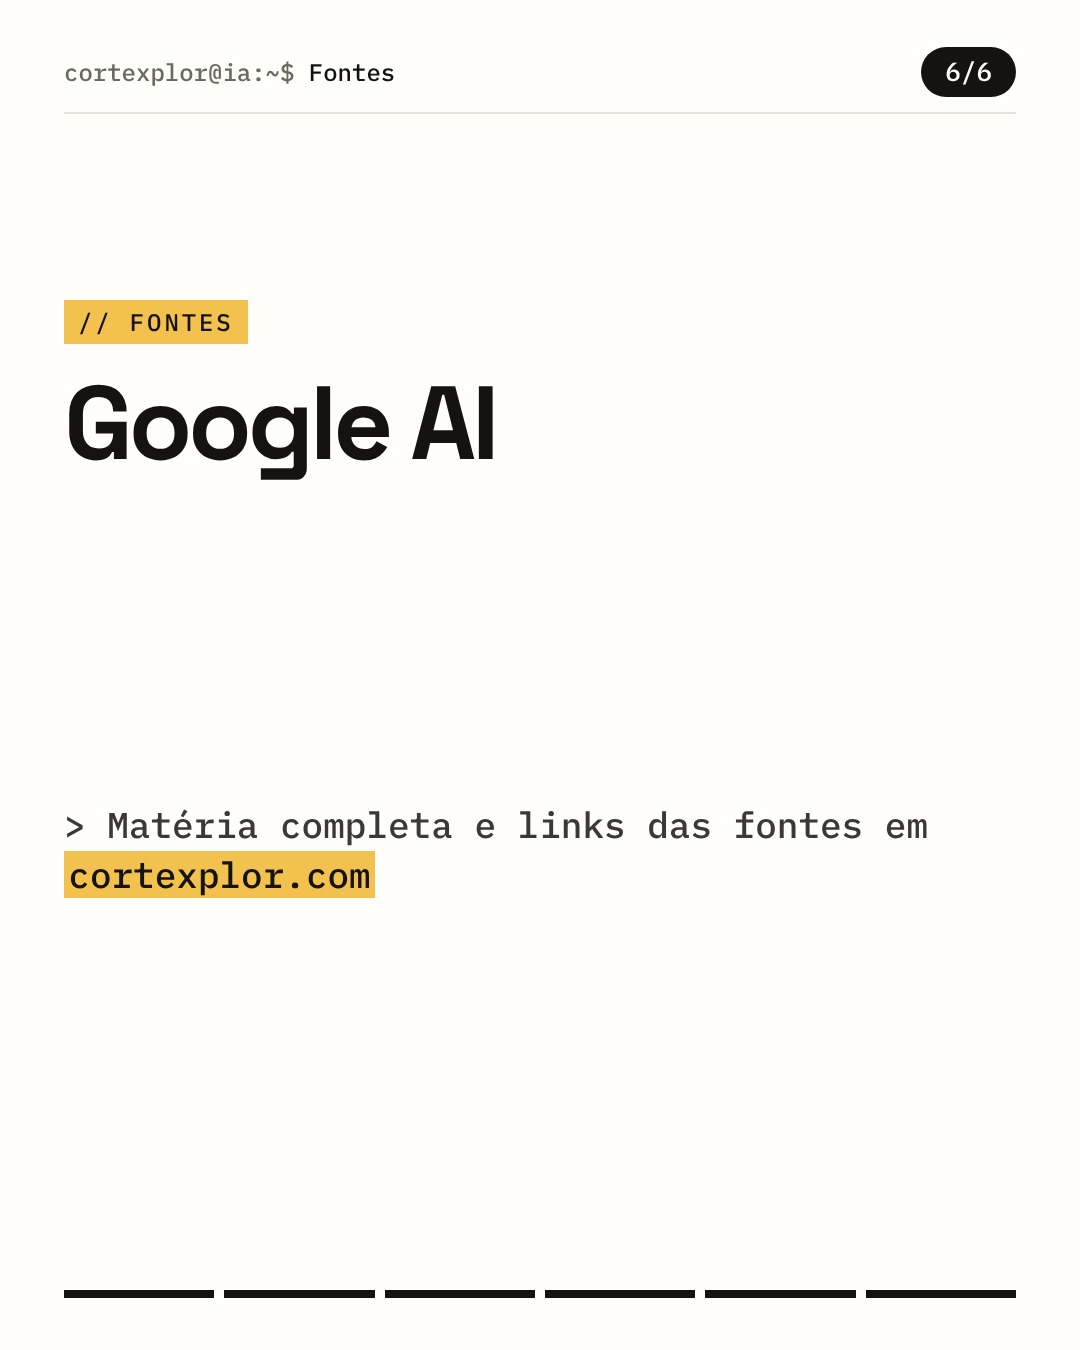 cortexplor@ia:~$ Fontes
6/6
// FONTES
Google AI
> Matéria completa e links das fontes em
cortexplor.com